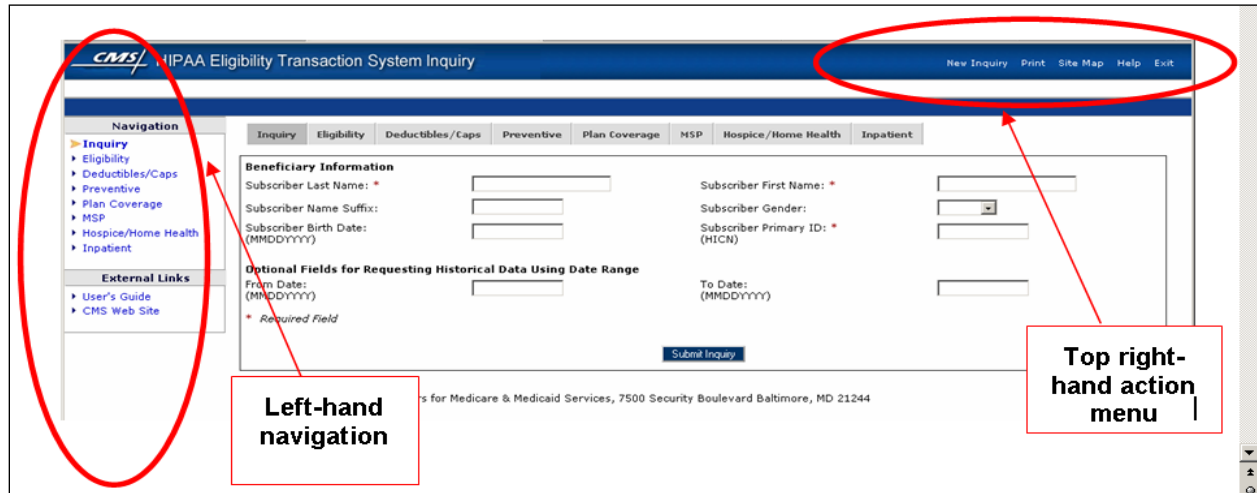 CMS HIPAA Eligibility Transaction System Inquiry
New Inquiry Print Site Map Help Exit
Navigation
Inquiry
Eligibility
Deductibles/Caps
Preventive
Plan Coverage
MSP
Hospice/Home Health
Inpatient
External Links
User's Guide
CMS Web Site
Inquiry Eligibility Deductibles/Caps Preventive Plan Coverage MSP Hospice/Home Health Inpatient
Beneficiary Information
Subscriber Last Name: * Subscriber First Name: *
Subscriber Name Suffix: Subscriber Gender:
Subscriber Birth Date: Subscriber Primary ID: *
(MMDDYYYY) (HICN)
Optional Fields for Requesting Historical Data Using Date Range
From Date: To Date:
(MMDDYYYY) (MMDDYYYY)
* Required Field
Submit Inquiry
for Medicare & Medicaid Services, 7500 Security Boulevard Baltimore, MD 21244
Left-hand
navigation
Top right-
hand action
menu